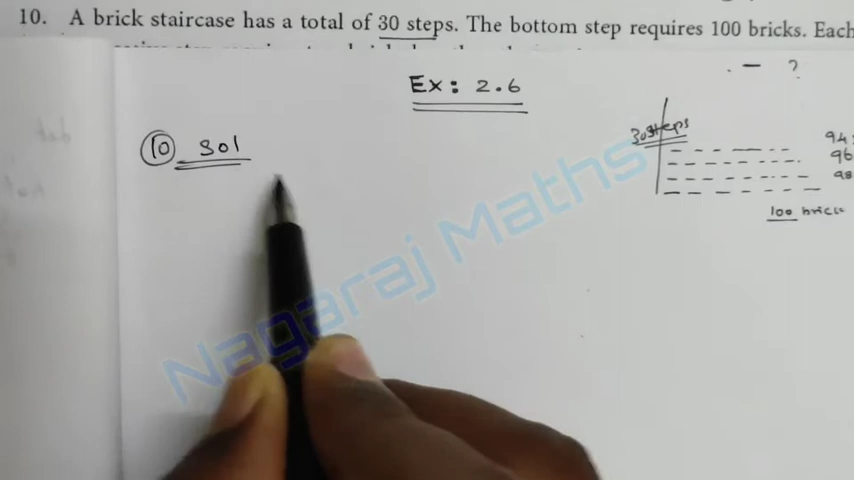 10. A brick staircase has a total of 30 steps. The bottom step requires 100 bricks. Each
Ex: 2.6
. — ?
10 sol
30 steps
94
96
98
100 bricks
Nagaraj Maths